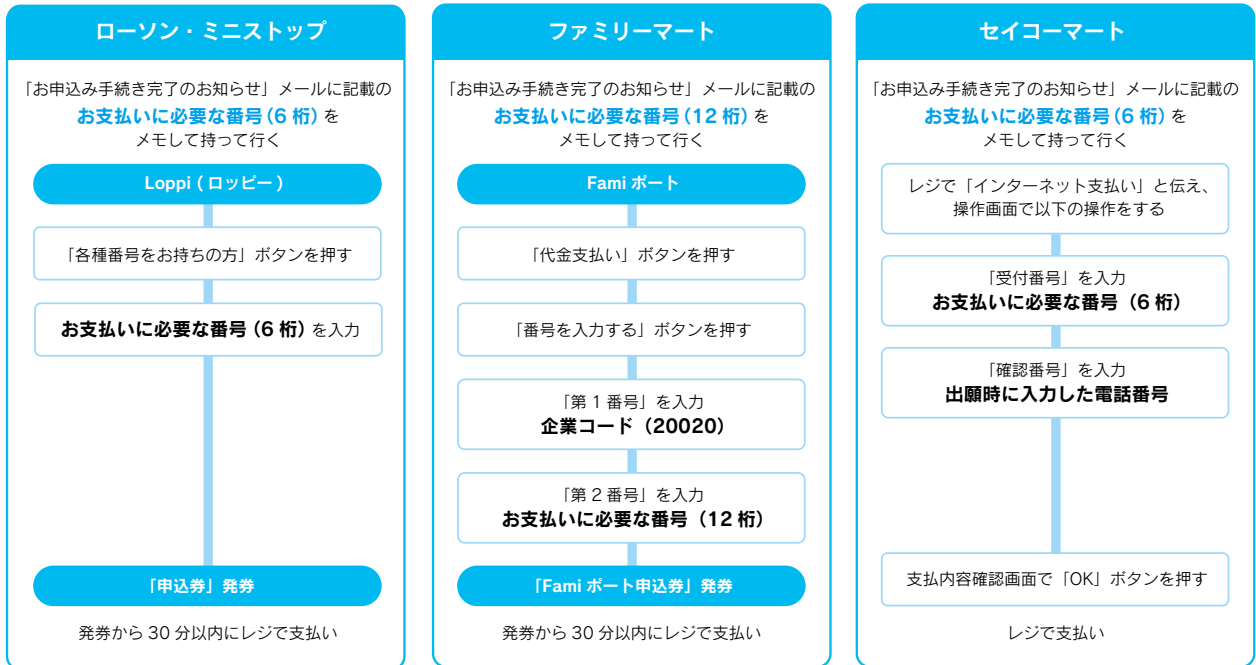 ローソン・ミニストップ
「お申込み手続き完了のお知らせ」メールに記載の
お支払いに必要な番号(6 桁)を
メモして持って行く
Loppi ( ロッピー )
「各種番号をお持ちの方」ボタンを押す
お支払いに必要な番号(6 桁)を入力
「申込券」発券
発券から 30 分以内にレジで支払い
ファミリーマート
「お申込み手続き完了のお知らせ」メールに記載の
お支払いに必要な番号(12 桁)を
メモして持って行く
Fami ポート
「代金支払い」ボタンを押す
「番号を入力する」ボタンを押す
「第 1 番号」を入力
企業コード(20020)
「第 2 番号」を入力
お支払いに必要な番号(12 桁)
「Fami ポート申込券」発券
発券から 30 分以内にレジで支払い
セイコーマート
「お申込み手続き完了のお知らせ」メールに記載の
お支払いに必要な番号(6 桁)を
メモして持って行く
レジで「インターネット支払い」と伝え、
操作画面で以下の操作をする
「受付番号」を入力
お支払いに必要な番号(6 桁)
「確認番号」を入力
出願時に入力した電話番号
支払内容確認画面で「OK」ボタンを押す
レジで支払い